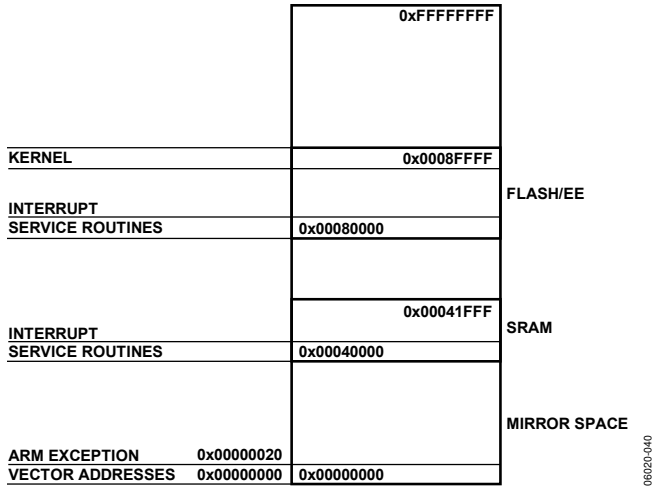 0xFFFFFFFF
KERNEL 0x0008FFFF
FLASH/EE
INTERRUPT
SERVICE ROUTINES 0x00080000
0x00041FFF
SRAM
INTERRUPT
SERVICE ROUTINES 0x00040000
MIRROR SPACE
ARM EXCEPTION 0x00000020
VECTOR ADDRESSES 0x00000000 0x00000000
06020-040